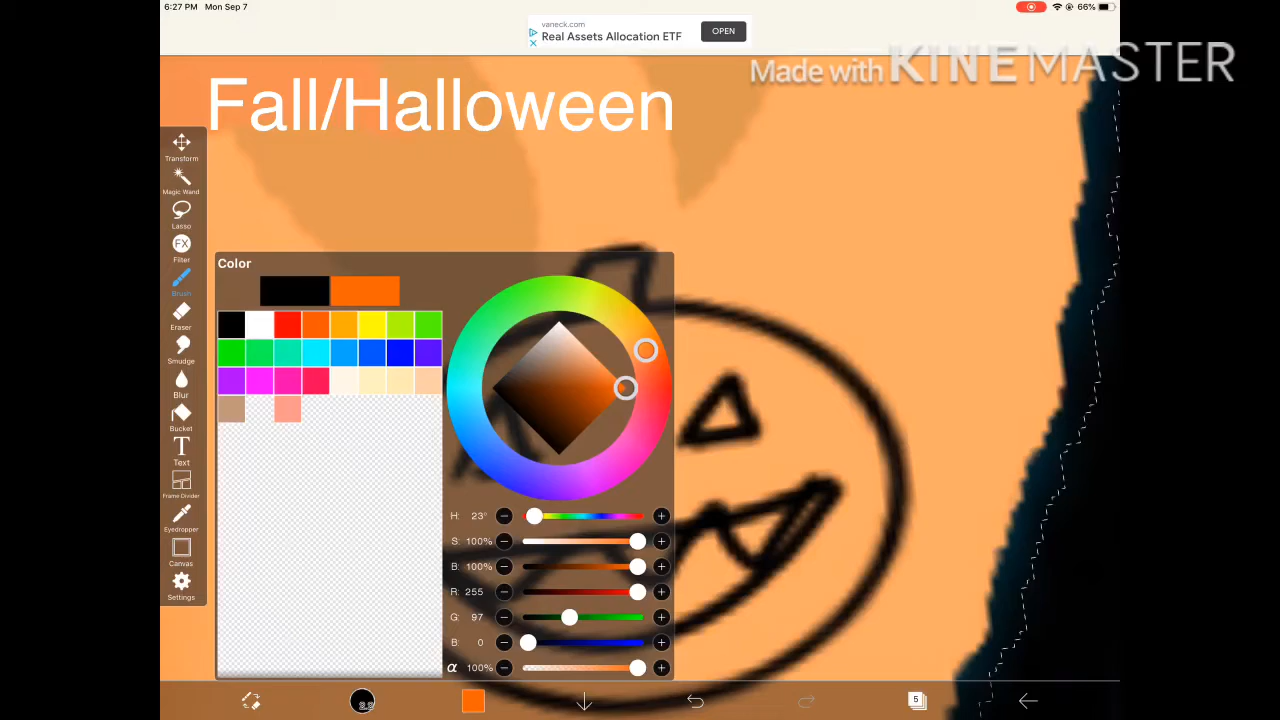 6:27 PM Mon Sep 7
66%
vaneck.com
Real Assets Allocation ETF
OPEN
Made with KINEMASTER
Fall/Halloween
Transform
Magic Wand
Lasso
FX
Filter
Brush
Eraser
Smudge
Blur
Bucket
T
Text
Frame Divider
Eyedropper
Canvas
Settings
Color
H: 23°
S: 100%
B: 100%
R: 255
G: 97
B: 0
α 100%
2.9
5